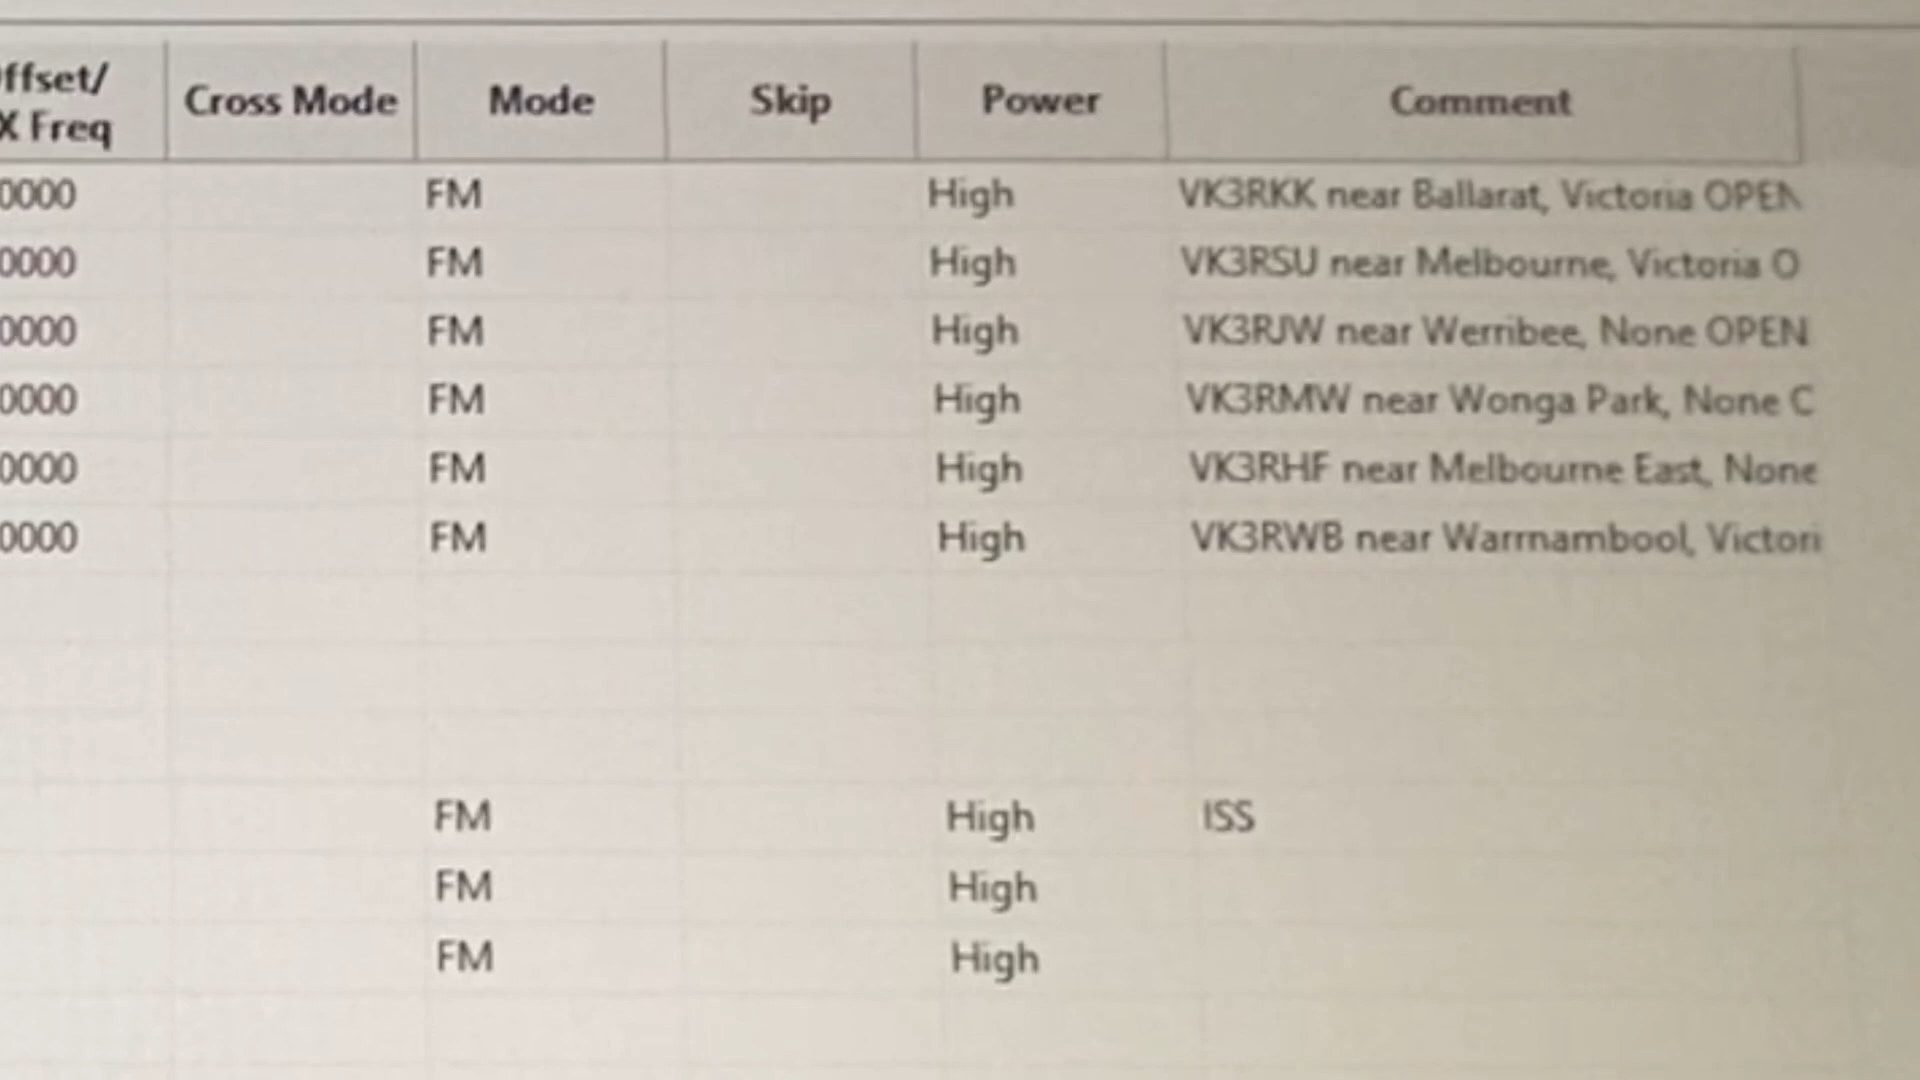 ffset/
X Freq Cross Mode Mode Skip Power Comment
0000 FM High VK3RKK near Ballarat, Victoria OPEN
0000 FM High VK3RSU near Melbourne, Victoria O
0000 FM High VK3RJW near Werribee, None OPEN
0000 FM High VK3RMW near Wonga Park, None C
0000 FM High VK3RHF near Melbourne East, None
0000 FM High VK3RWB near Warrnambool, Victori
FM High ISS
FM High
FM High